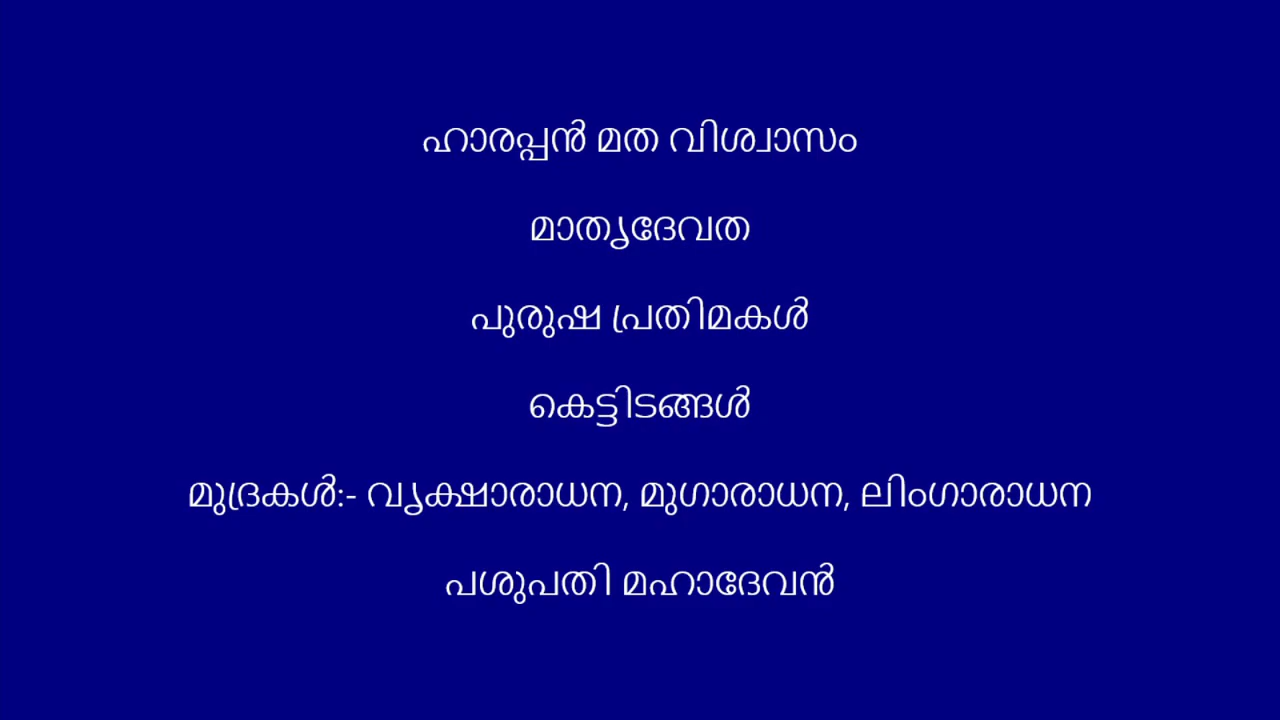 ഹാരപ്പൻ മത വിശ്വാസം
മാതൃദേവത
പുരുഷ പ്രതിമകൾ
കെട്ടിടങ്ങൾ
മുദ്രകൾ:- വൃക്ഷാരാധന, മുഗാരാധന, ലിംഗാരാധന
പശുപതി മഹാദേവൻ